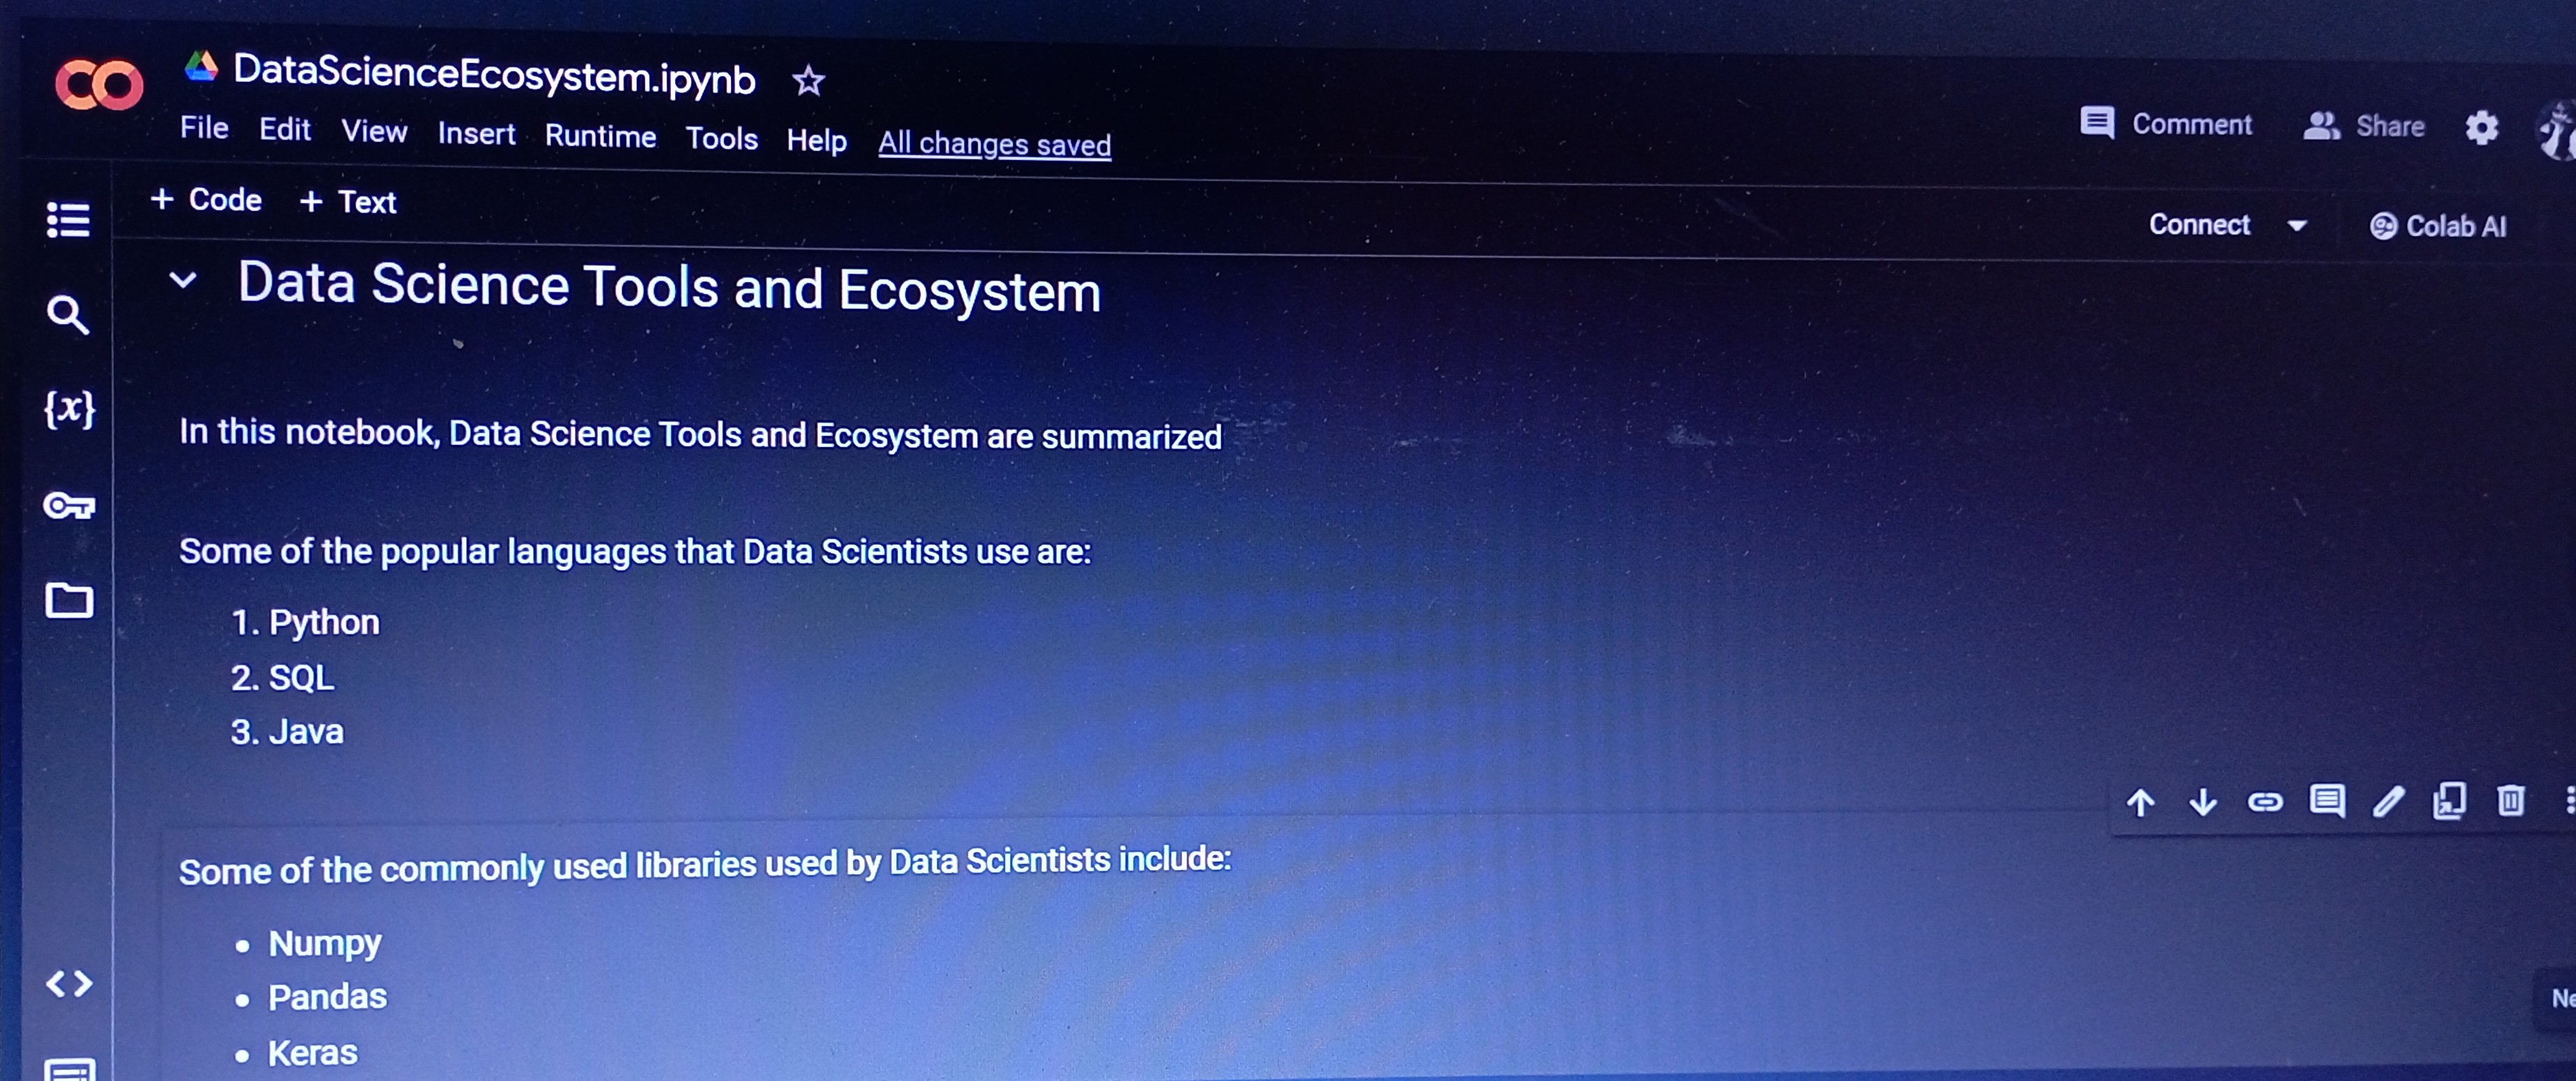 DataScienceEcosystem.ipynb
File Edit View Insert Runtime Tools Help All changes saved
Comment Share
+ Code + Text
Connect Colab AI
Data Science Tools and Ecosystem
{x}
In this notebook, Data Science Tools and Ecosystem are summarized
Some of the popular languages that Data Scientists use are:
1. Python
2. SQL
3. Java
Some of the commonly used libraries used by Data Scientists include:
• Numpy
• Pandas
• Keras